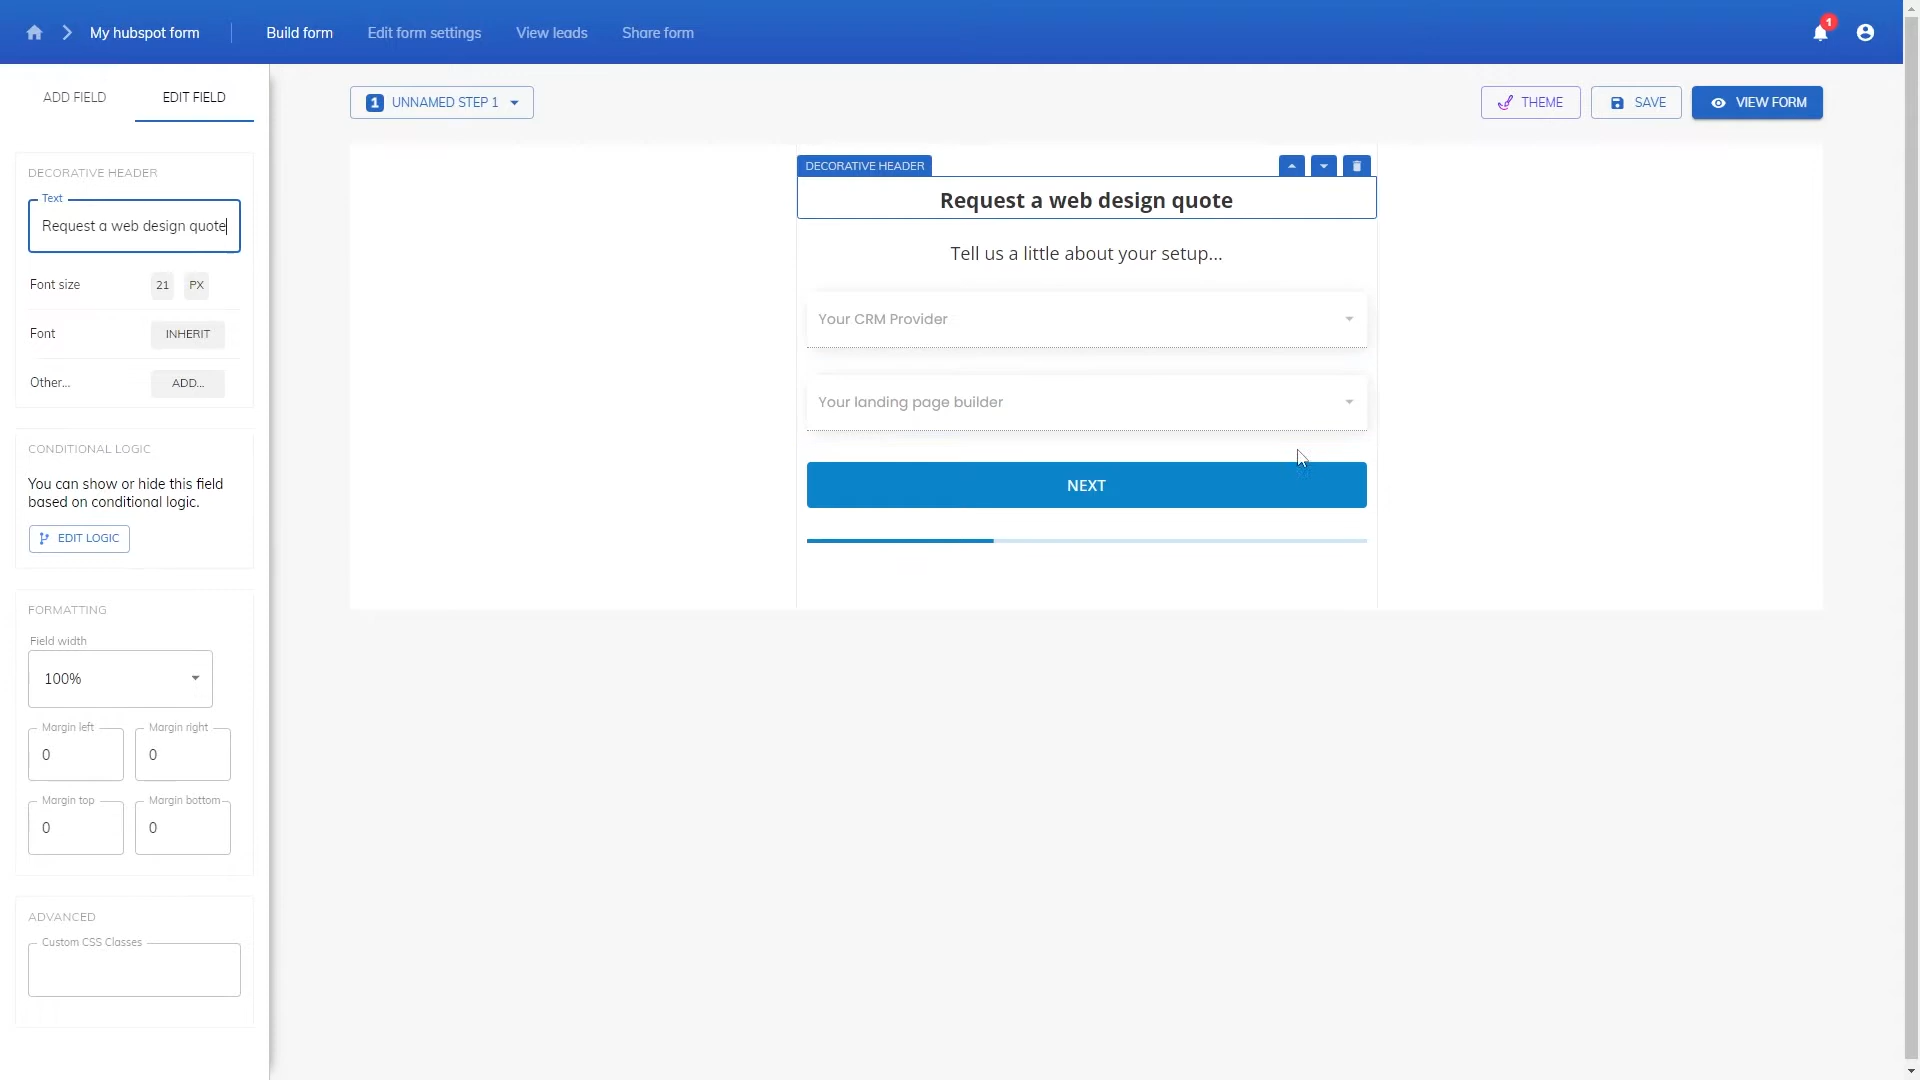 My hubspot form
Build form
Edit form settings
View leads
Share form
1
ADD FIELD
EDIT FIELD
1 UNNAMED STEP 1
THEME
SAVE
VIEW FORM
DECORATIVE HEADER
Text
Request a web design quote
Font size
21
PX
Font
INHERIT
Other...
ADD...
CONDITIONAL LOGIC
You can show or hide this field
based on conditional logic.
EDIT LOGIC
FORMATTING
Field width
100%
Margin left
0
Margin right
0
Margin top
0
Margin bottom
0
ADVANCED
Custom CSS Classes
DECORATIVE HEADER
Request a web design quote
Tell us a little about your setup...
Your CRM Provider
Your landing page builder
NEXT